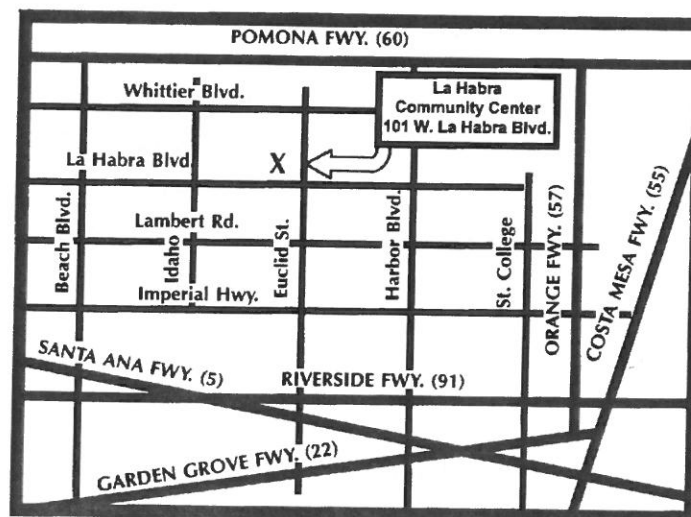 POMONA FWY. (60)
Whittier Blvd.
La Habra
Community Center
101 W. La Habra Blvd.
La Habra Blvd.
X
Lambert Rd.
Beach Blvd.
Idaho
Euclid St.
Harbor Blvd.
St. College
ORANGE FWY. (57)
COSTA MESA FWY. (55)
Imperial Hwy.
SANTA ANA FWY. (5)
RIVERSIDE FWY. (91)
GARDEN GROVE FWY. (22)